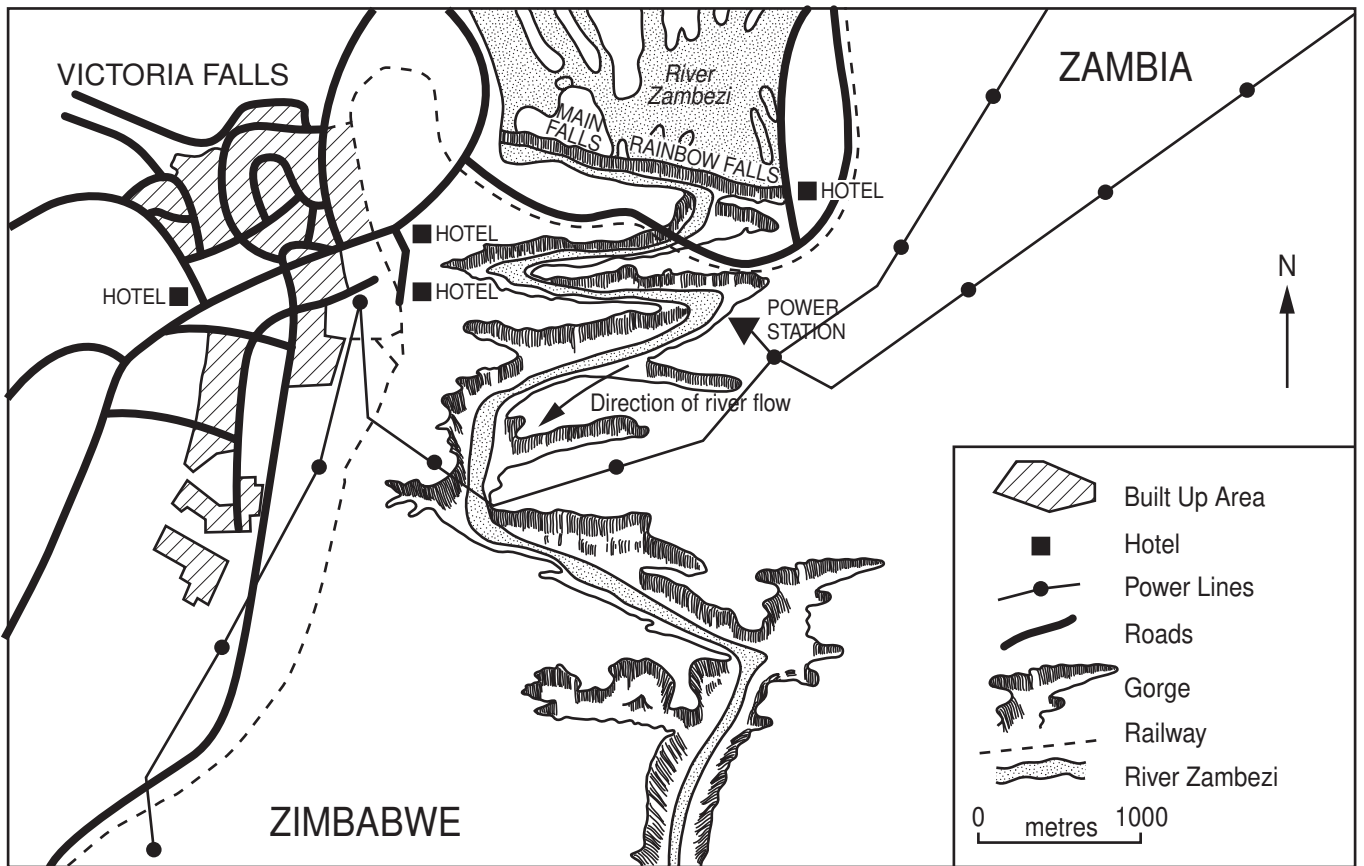 VICTORIA FALLS
ZAMBIA
River
Zambezi
MAIN
FALLS
RAINBOW FALLS
HOTEL
HOTEL
HOTEL
HOTEL
POWER
STATION
N
Direction of river flow
ZIMBABWE
Built Up Area
Hotel
Power Lines
Roads
Gorge
Railway
River Zambezi
0 metres 1000